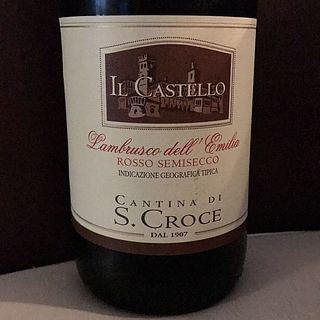 IL CASTELLO
Lambrusco dell'Emilia
ROSSO SEMISECCO
INDICAZIONE GEOGRAFICA TIPICA
CANTINA DI
S. CROCE
DAL 1907